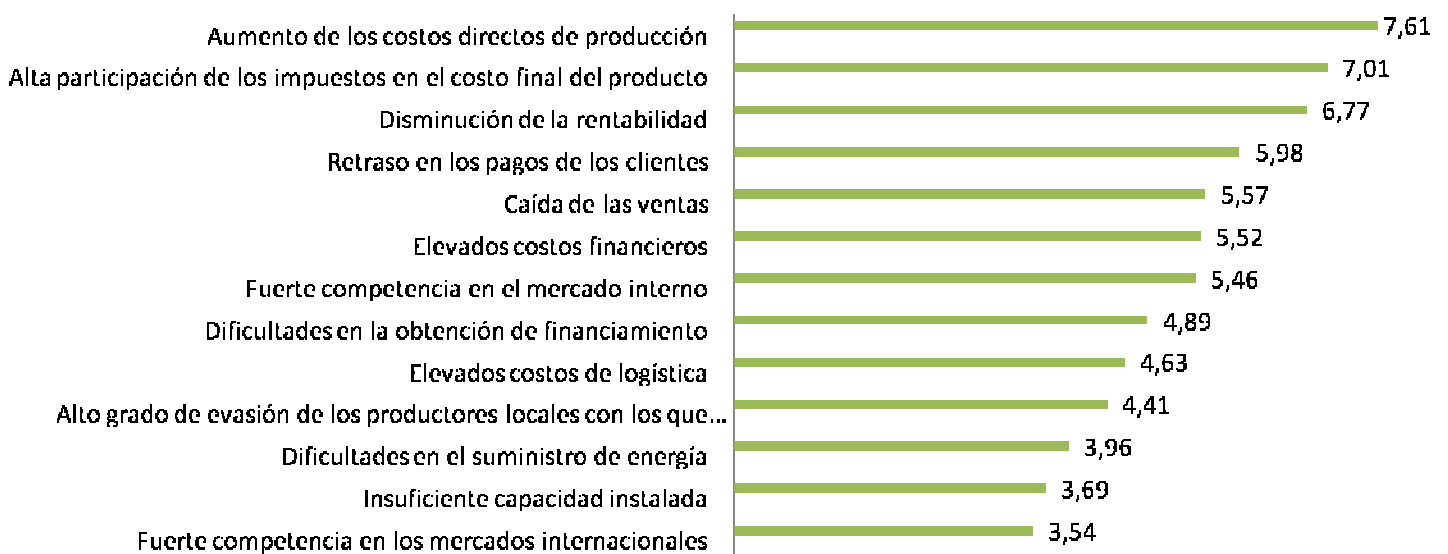 Aumento de los costos directos de producción 7,61
Alta participación de los impuestos en el costo final del producto 7,01
Disminución de la rentabilidad 6,77
Retraso en los pagos de los clientes 5,98
Caída de las ventas 5,57
Elevados costos financieros 5,52
Fuerte competencia en el mercado interno 5,46
Dificultades en la obtención de financiamiento 4,89
Elevados costos de logística 4,63
Alto grado de evasión de los productores locales con los que... 4,41
Dificultades en el suministro de energía 3,96
Insuficiente capacidad instalada 3,69
Fuerte competencia en los mercados internacionales 3,54